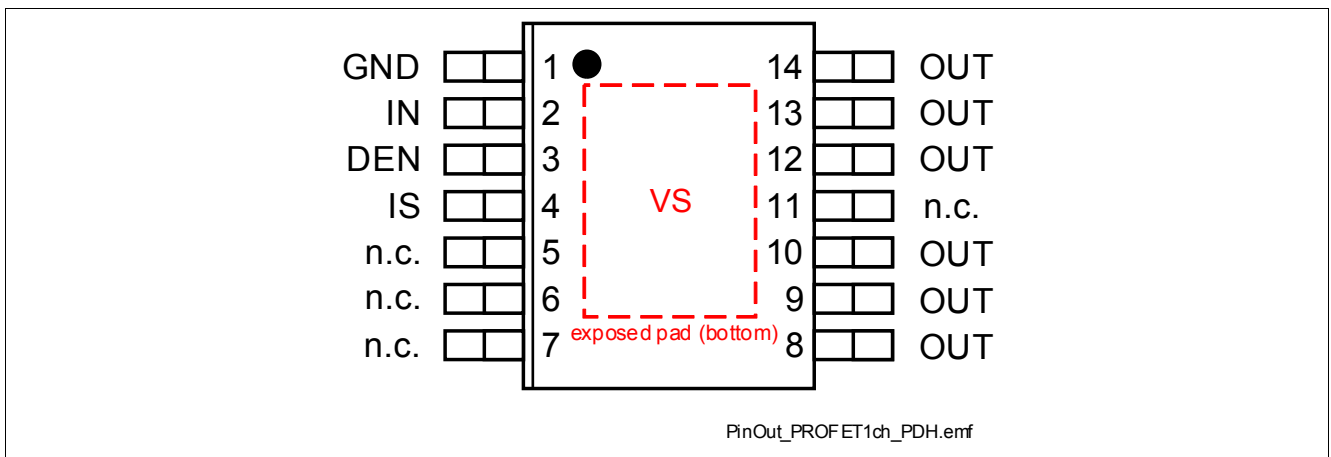 GND 1 14 OUT
IN 2 13 OUT
DEN 3 12 OUT
IS 4 VS 11 n.c.
n.c. 5 10 OUT
n.c. 6 9 OUT
exposed pad (bottom)
n.c. 7 8 OUT
PinOut_PROFET1ch_PDH.emf